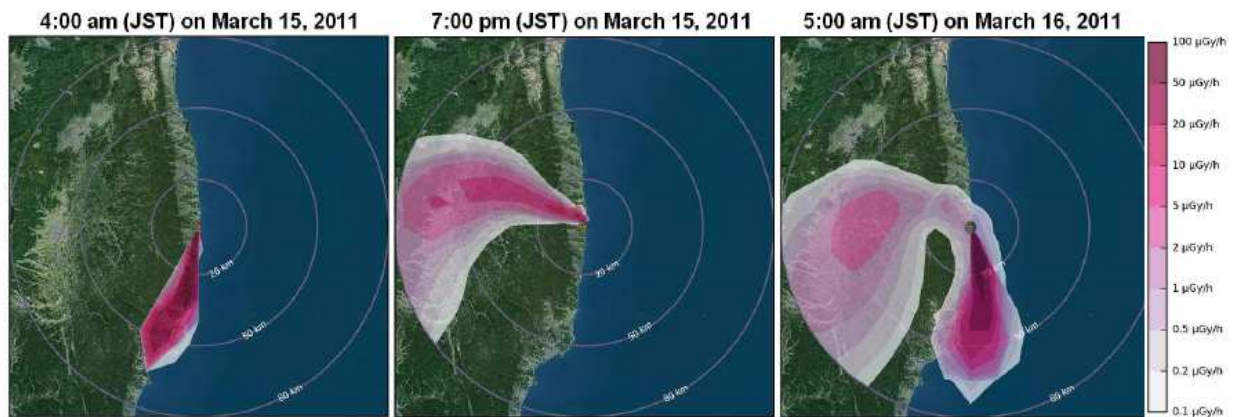 4:00 am (JST) on March 15, 2011
7:00 pm (JST) on March 15, 2011
5:00 am (JST) on March 16, 2011
20 km
50 km
80 km
20 km
50 km
80 km
50 km
80 km
100 μGy/h
50 μGy/h
20 μGy/h
10 μGy/h
5 μGy/h
2 μGy/h
1 μGy/h
0.5 μGy/h
0.2 μGy/h
0.1 μGy/h